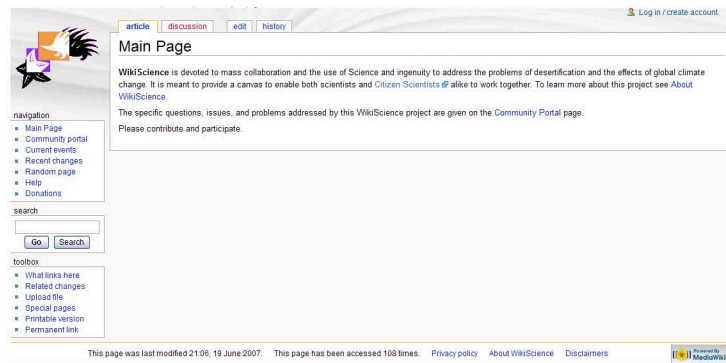 Log in / create account
article discussion edit history
Main Page
WikiScience is devoted to mass collaboration and the use of Science and ingenuity to address the problems of desertification and the effects of global climate
change. It is meant to provide a canvas to enable both scientists and Citizen Scientists alike to work together. To learn more about this project see About
WikiScience.
The specific questions, issues, and problems addressed by this WikiScience project are given on the Community Portal page.
Please contribute and participate.
navigation
Main Page
Community portal
Current events
Recent changes
Random page
Help
Donations
search
Go Search
toolbox
What links here
Related changes
Upload file
Special pages
Printable version
Permanent link
This page was last modified 21:06, 19 June 2007. This page has been accessed 108 times. Privacy policy About WikiScience Disclaimers
Powered By
MediaWiki